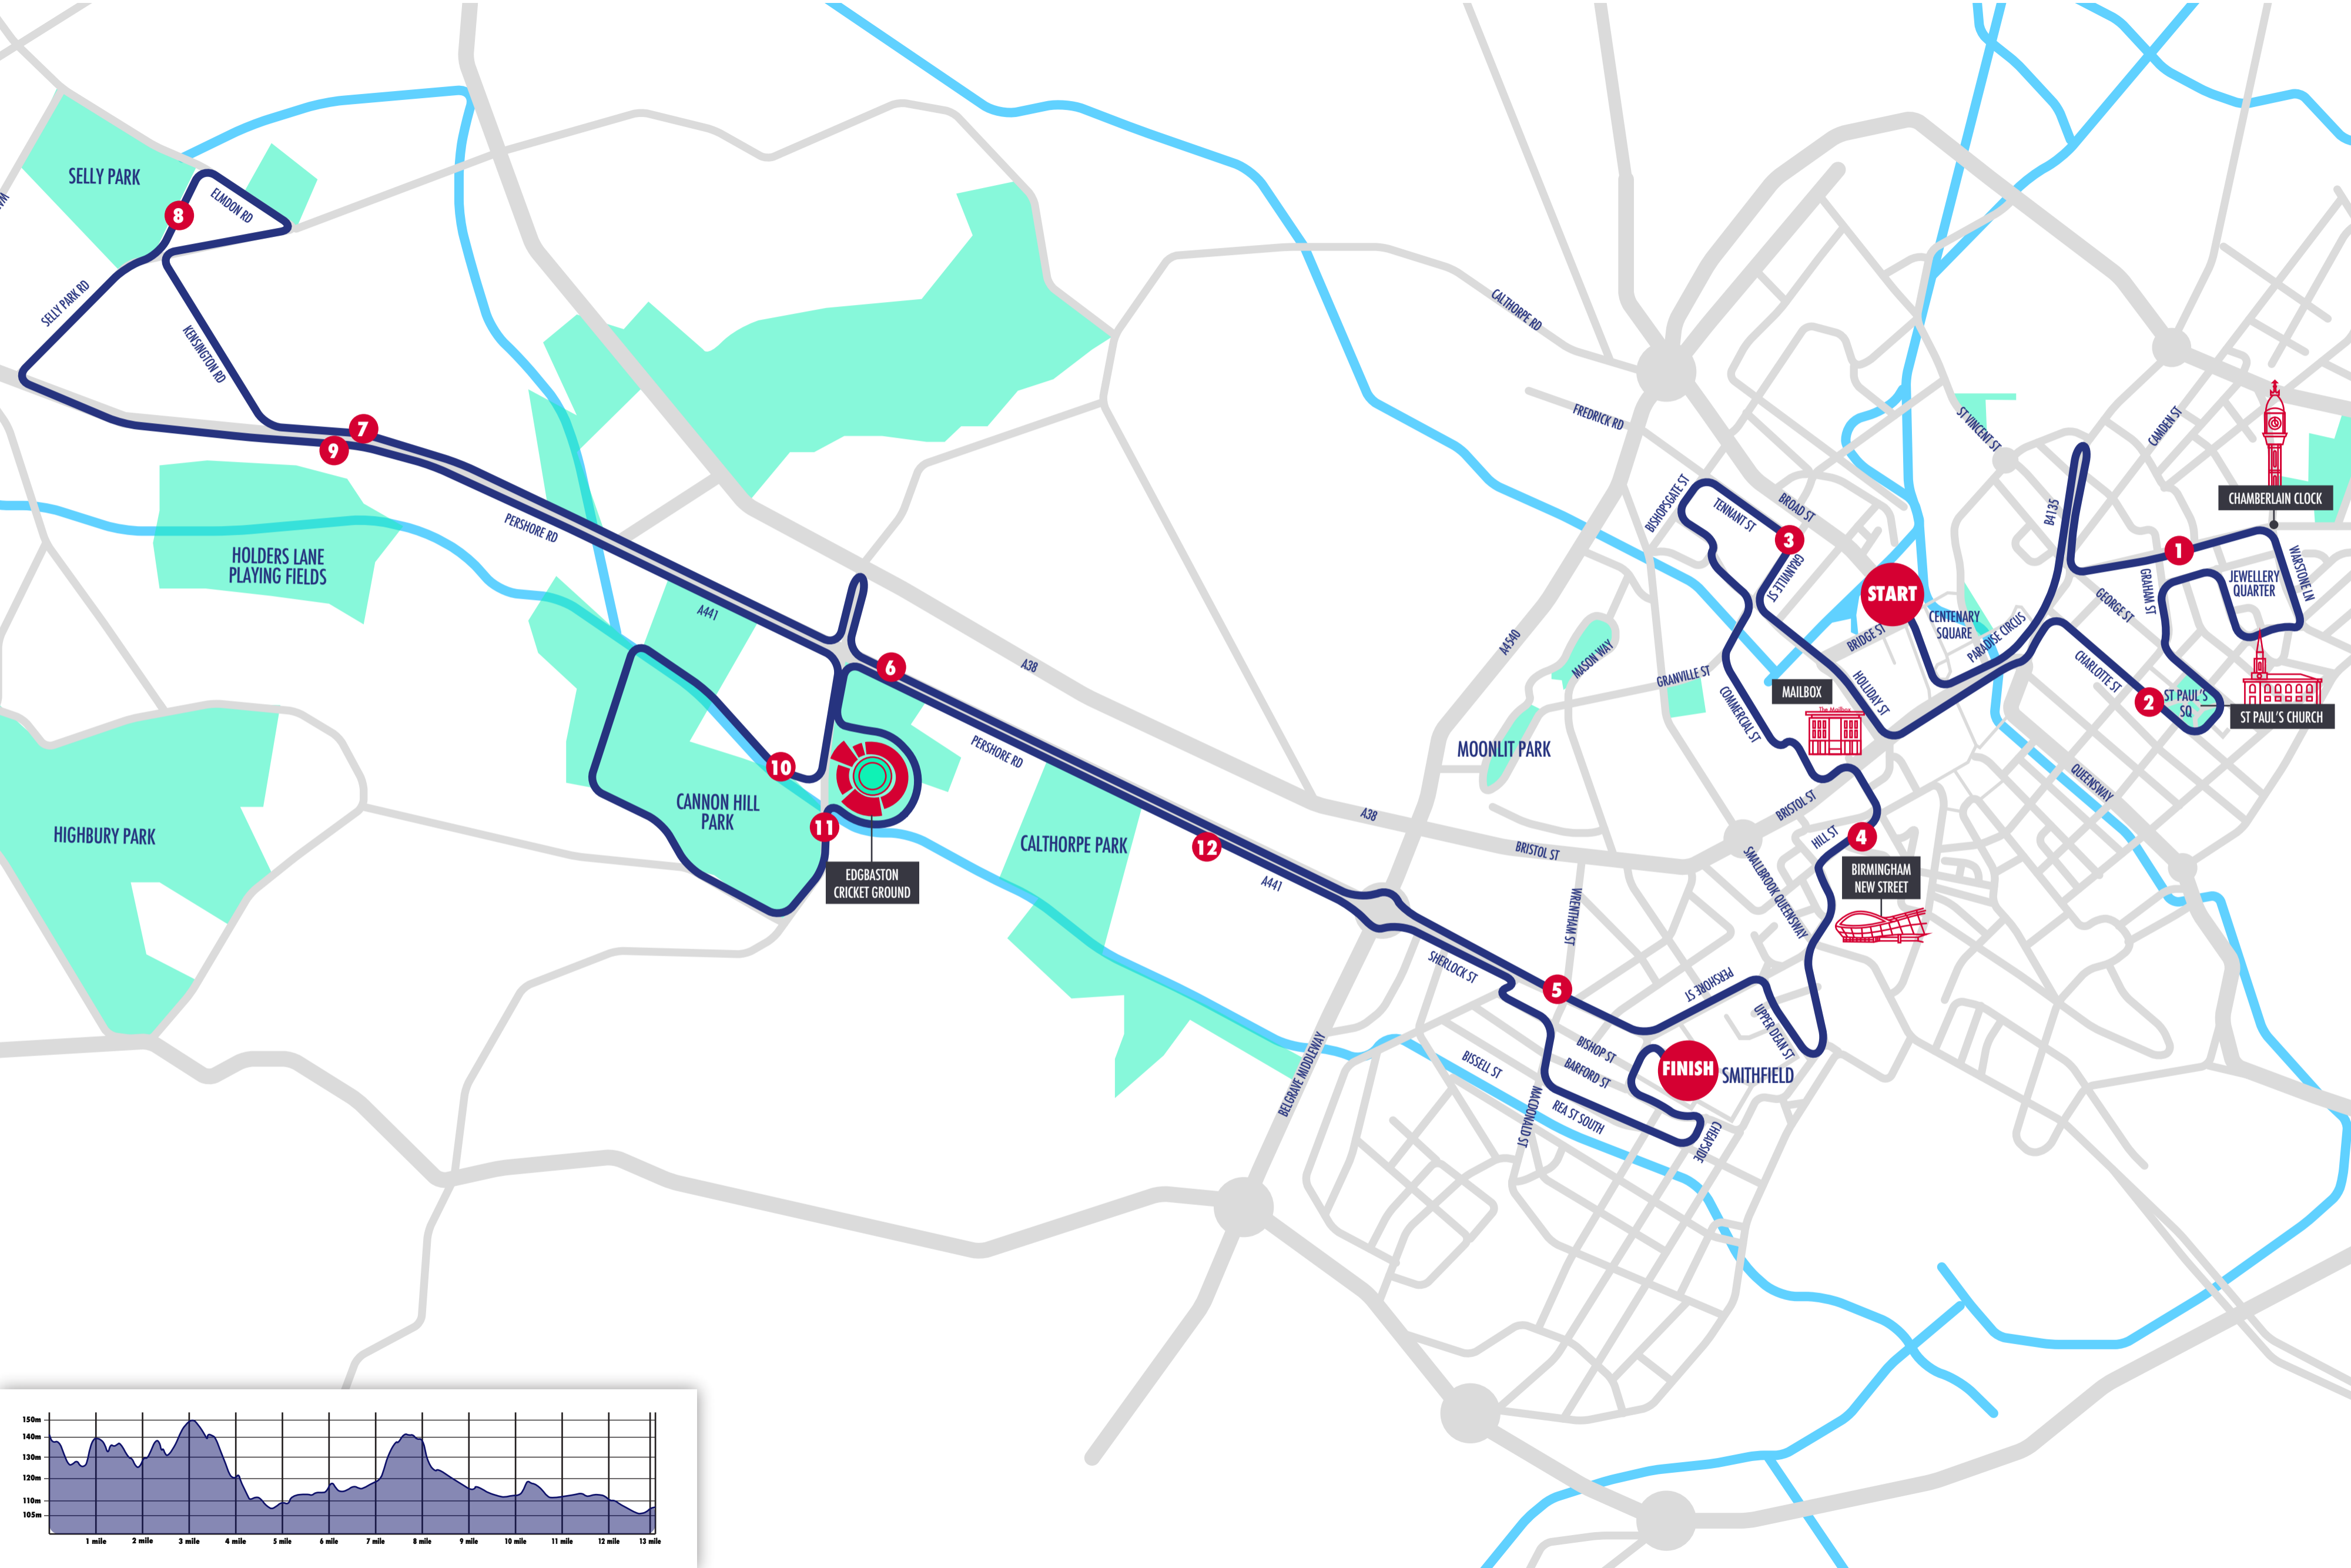 SELLY PARK
8
ELMDON RD
SELLY PARK RD
KENSINGTON RD
7
9
PERSHORE RD
HOLDERS LANE
PLAYING FIELDS
A441
HIGHBURY PARK
6
10
CANNON HILL
PARK
11
EDGBASTON
CRICKET GROUND
A38
PERSHORE RD
CALTHORPE PARK
12
A441
A38
BRISTOL ST
CALTHORPE RD
FREDRICK RD
BISHOPSGATE ST
TENNANT ST
BROAD ST
3
GRANVILLE ST
START
CENTENARY
SQUARE
BRIDGE ST
PARADISE CIRCUS
ST VINCENT ST
B4135
CAMDEN ST
CHAMBERLAIN CLOCK
1
WARSTONE LN
JEWELLERY
QUARTER
GRAHAM ST
GEORGE ST
CHARLOTTE ST
2
ST PAUL'S
SQ
ST PAUL'S CHURCH
QUEENSWAY
A4540
MASON WAY
GRANVILLE ST
MOONLIT PARK
MAILBOX
The Mailbox
HOLLIDAY ST
COMMERCIAL ST
BRISTOL ST
HILL ST
4
BIRMINGHAM
NEW STREET
SMALLBROOK QUEENSWAY
WRENTHAM ST
SHERLOCK ST
5
PERSHORE ST
UPPER DEAN ST
BISHOP ST
BARFORD ST
FINISH
SMITHFIELD
BISSELL ST
BELGRAVE MIDDLEWAY
MACDONALD ST
REA ST SOUTH
CHEAPSIDE
150m
140m
130m
120m
110m
105m
1 mile 2 mile 3 mile 4 mile 5 mile 6 mile 7 mile 8 mile 9 mile 10 mile 11 mile 12 mile 13 mile